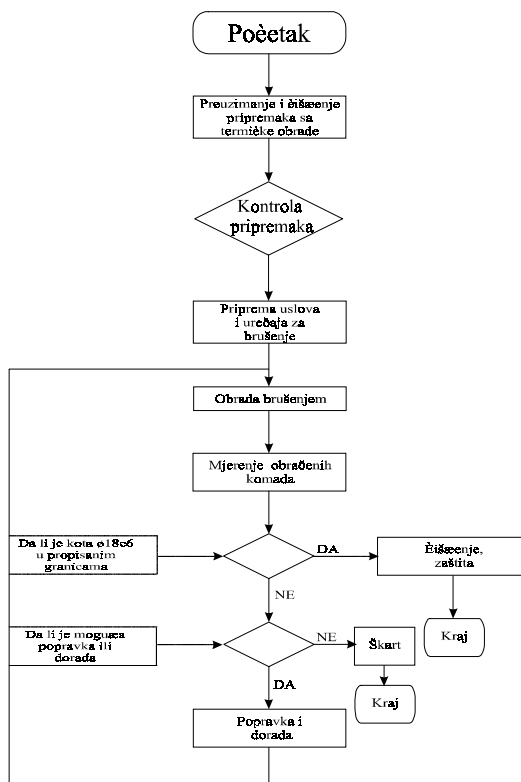 Poèetak
Preuzimanje i èišæenje
pripremaka sa
termièke obrade
Kontrola
pripremaka
Priprema uslova
i ureðaja za
brušenje
Obrada brušenjem
Mjerenje obraðenih
komada
Da li je kota ø18e6
u propisanim
granicama
DA
Èišæenje,
zaštita
NE
Kraj
Da li je moguæa
popravka ili
dorada
NE
Škart
DA
Kraj
Popravka i
dorada